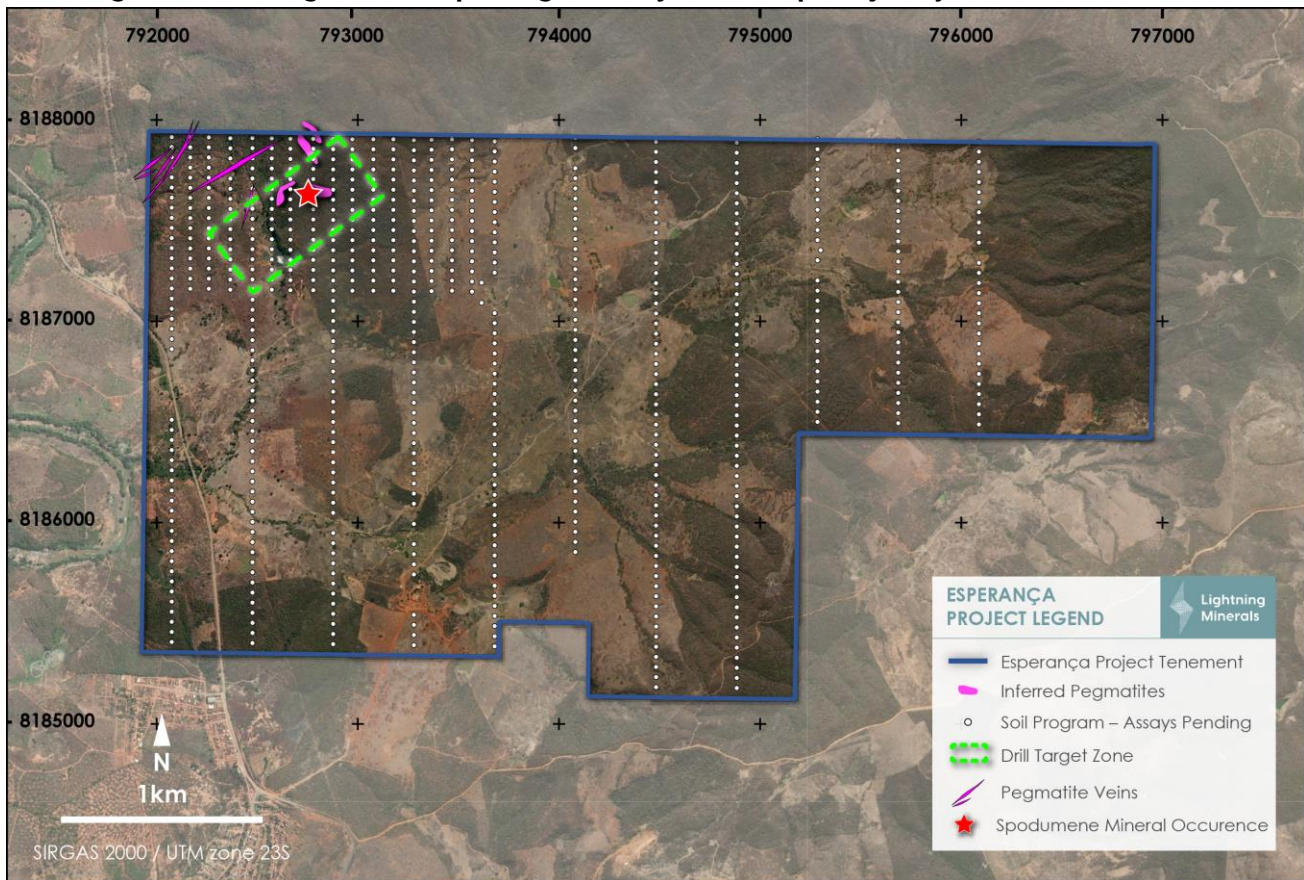 792000 793000 794000 795000 796000 797000
8188000
8187000
8186000
8185000
N
1km
SIRGAS 2000 / UTM zone 23S
ESPERANÇA
PROJECT LEGEND
Lightning
Minerals
Esperança Project Tenement
Inferred Pegmatites
Soil Program – Assays Pending
Drill Target Zone
Pegmatite Veins
Spodumene Mineral Occurence